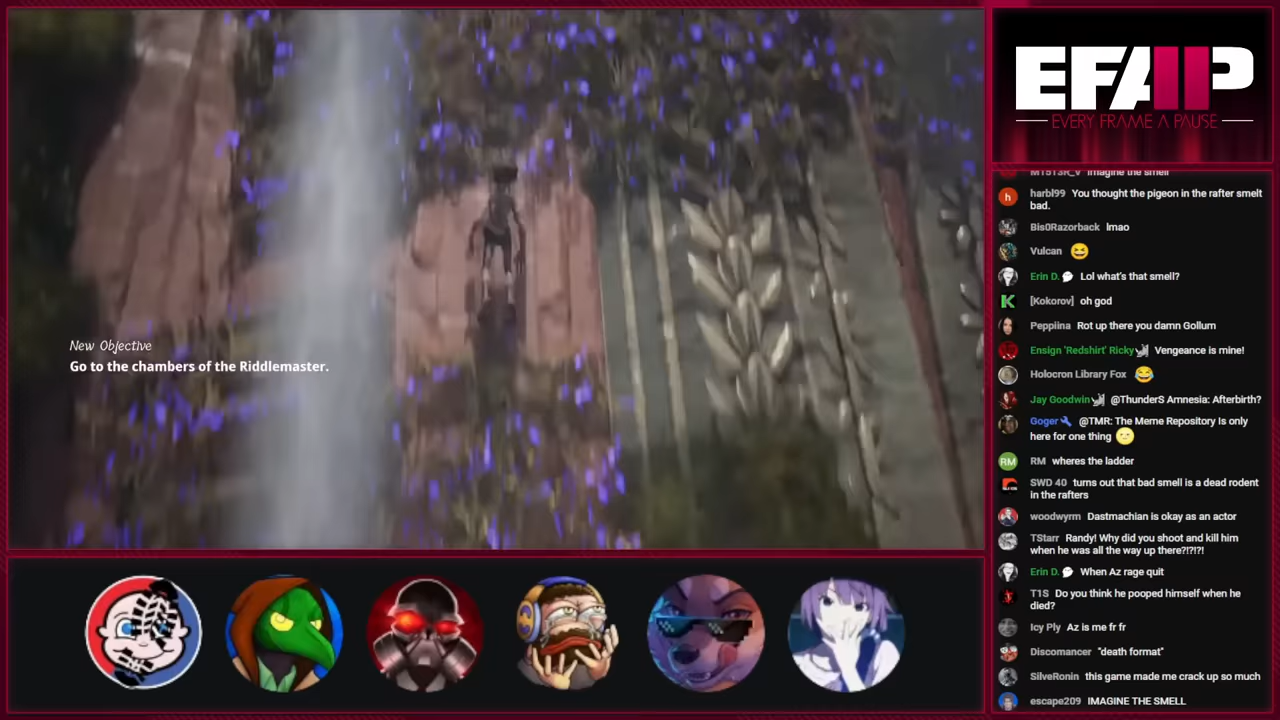 New Objective
Go to the chambers of the Riddlemaster.
EFAP
EVERY FRAME A PAUSE
M1513R_V Imagine the smell
harbl99 You thought the pigeon in the rafter smelt
bad.
Bis0Razorback lmao
Vulcan 😆
Erin D. Lol what's that smell?
[Kokorov] oh god
Peppiina Rot up there you damn Gollum
Ensign 'Redshirt' Ricky Vengeance is mine!
Holocron Library Fox 😂
Jay Goodwin @ThunderS Amnesia: Afterbirth?
Goger @TMR: The Meme Repository Is only
here for one thing 🌝
RM
RM wheres the ladder
SWD 40 turns out that bad smell is a dead rodent
in the rafters
woodwyrm Dastmachian is okay as an actor
TStarr Randy! Why did you shoot and kill him
when he was all the way up there?!?!?!
Erin D. When Az rage quit
T1S Do you think he pooped himself when he
died?
Icy Ply Az is me fr fr
Discomancer "death format"
SilveRonin this game made me crack up so much
escape209 IMAGINE THE SMELL